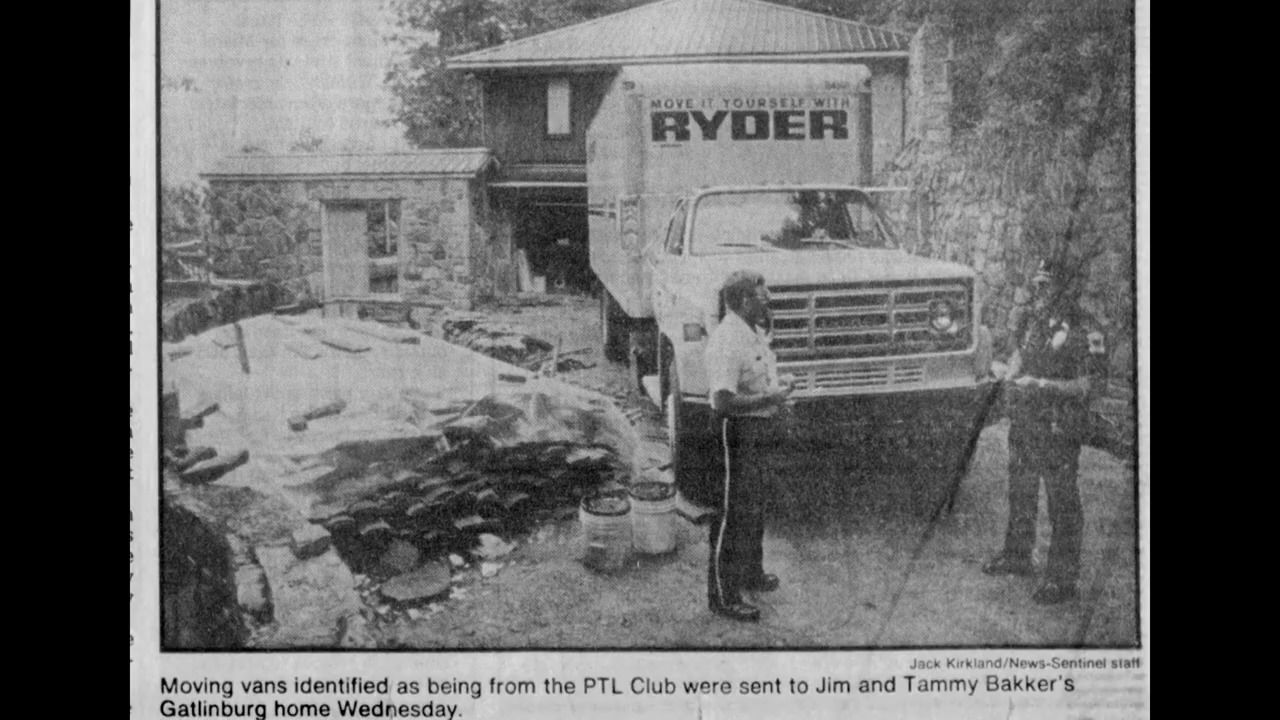 MOVE IT YOURSELF WITH
RYDER
Jack Kirkland/News-Sentinel staff
Moving vans identified as being from the PTL Club were sent to Jim and Tammy Bakker's
Gatlinburg home Wednesday.